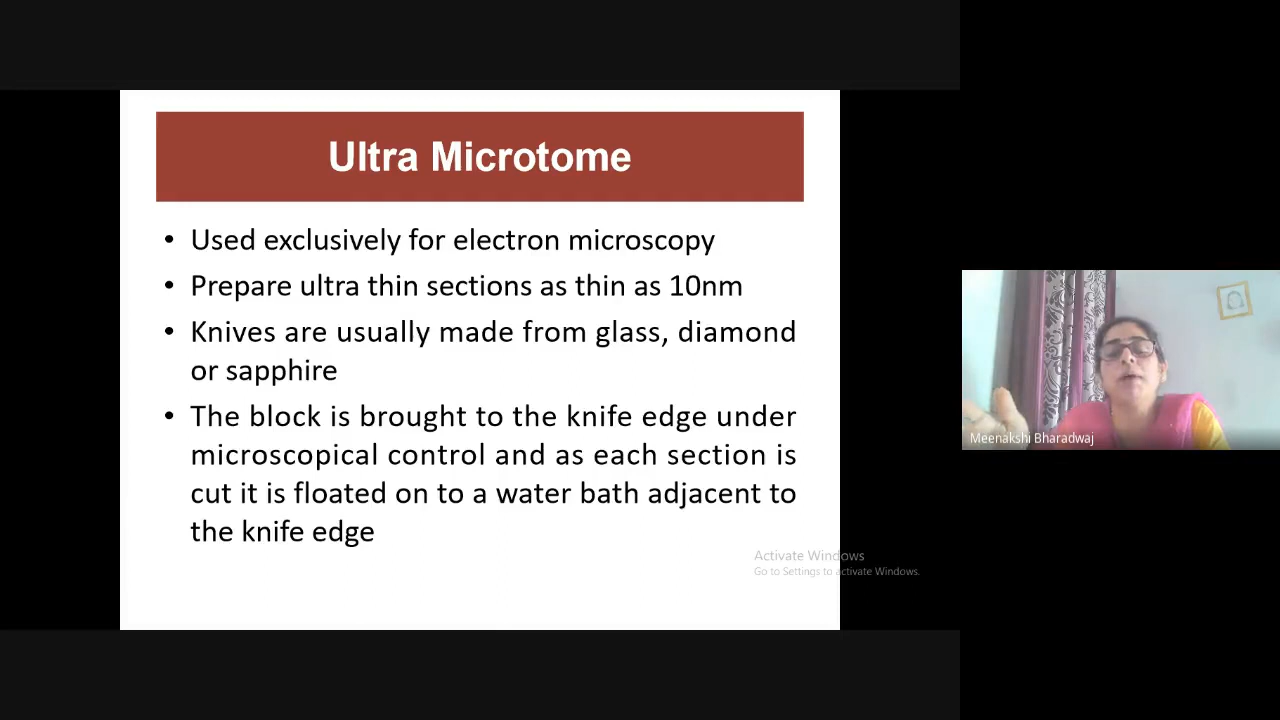 Ultra Microtome
• Used exclusively for electron microscopy
• Prepare ultra thin sections as thin as 10nm
• Knives are usually made from glass, diamond
or sapphire
• The block is brought to the knife edge under
microscopical control and as each section is
cut it is floated on to a water bath adjacent to
the knife edge
Activate Windows
Go to Settings to activate Windows.
Meenakshi Bharadwaj